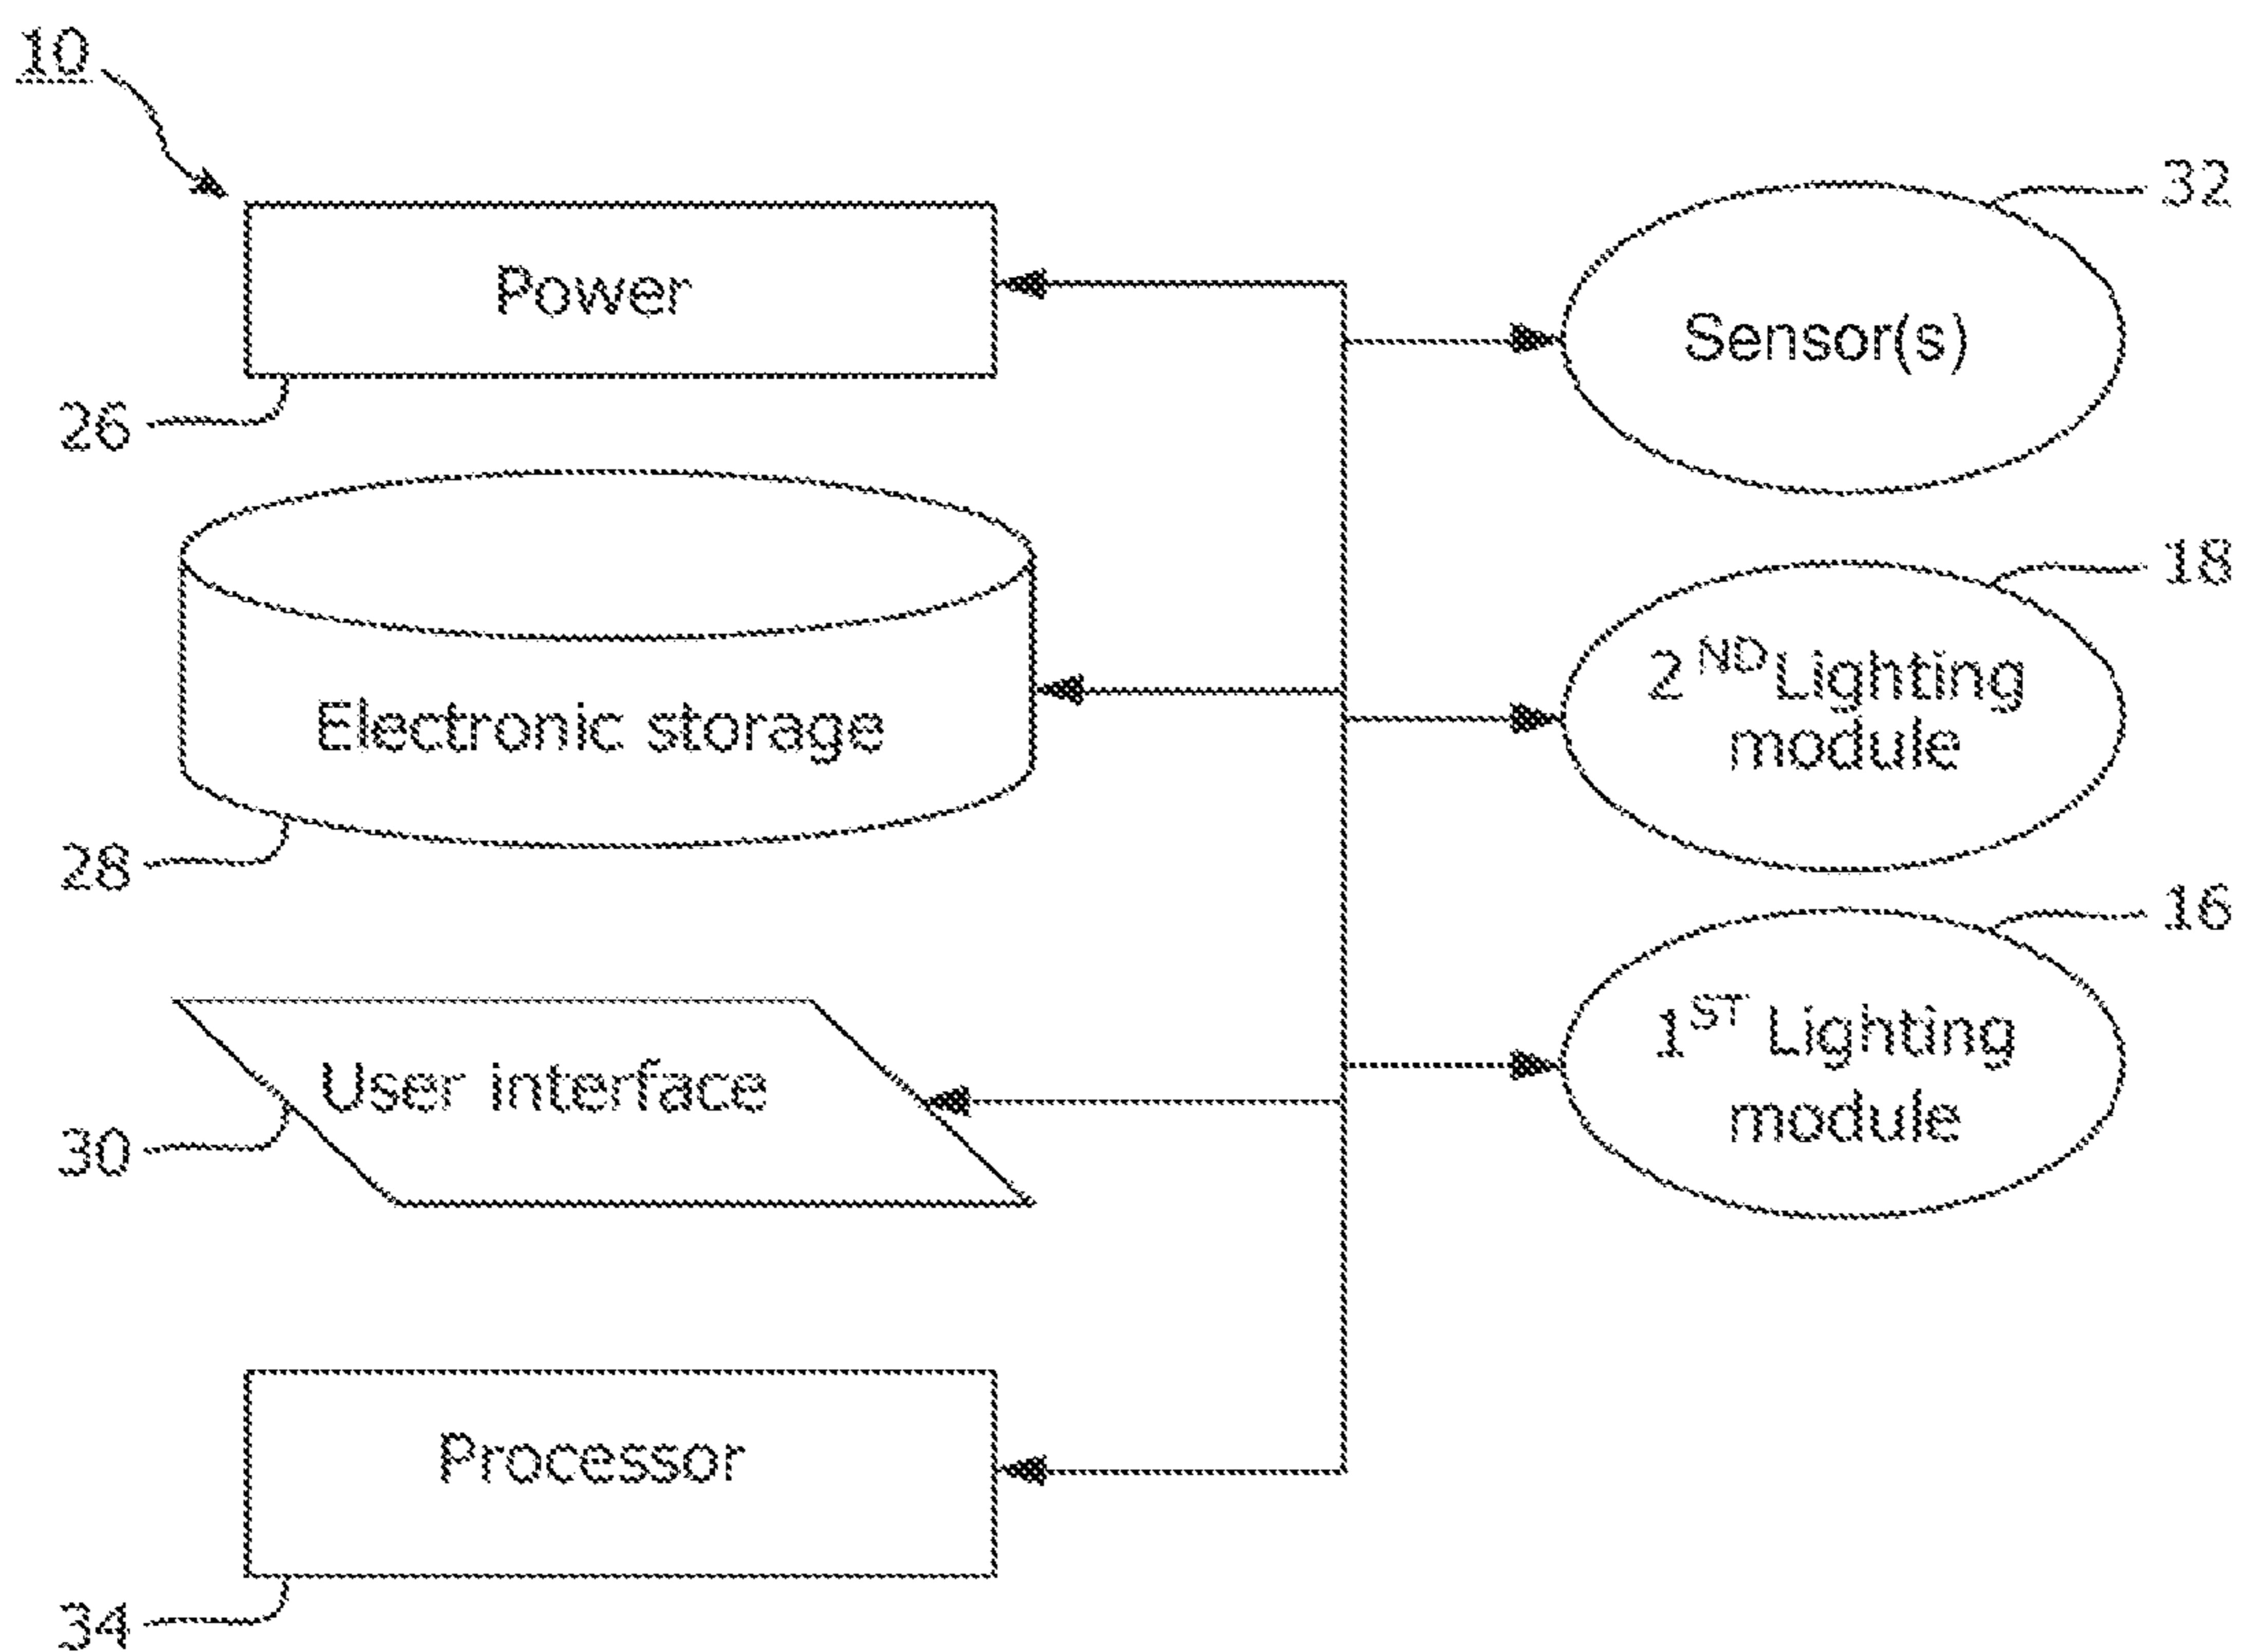 10
Power
26
Electronic storage
28
User interface
30
Processor
34
32
Sensor(s)
18
2ND Lighting
module
16
1ST Lighting
module